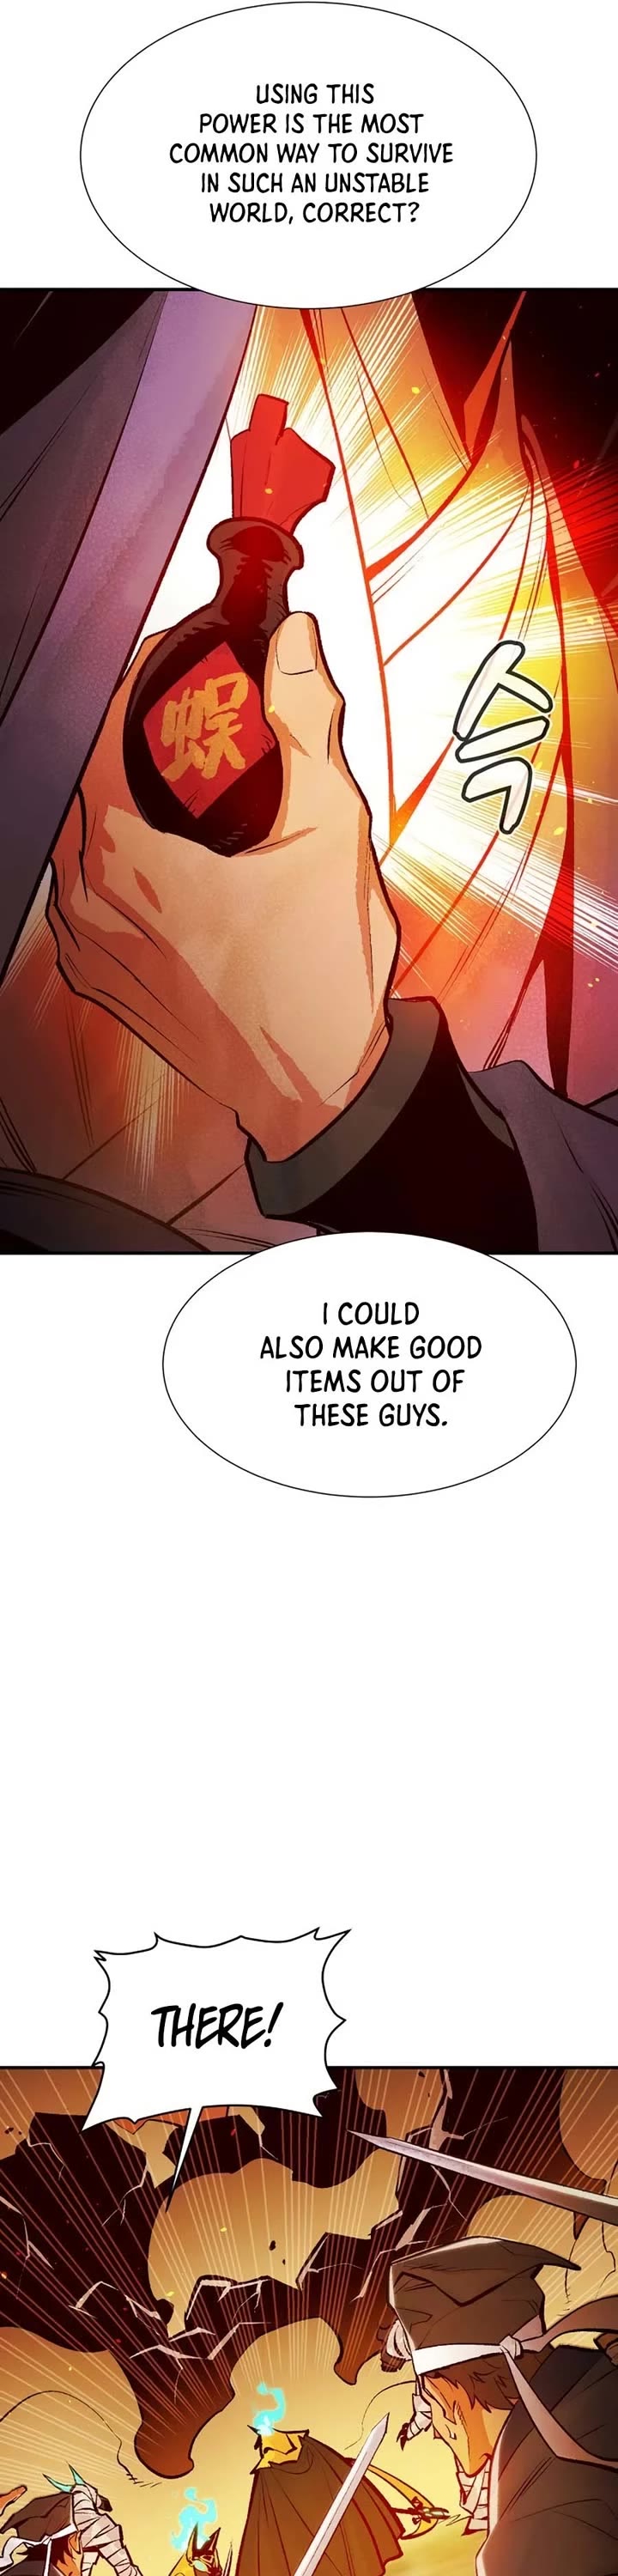 USING THIS
POWER IS THE MOST
COMMON WAY TO SURVIVE
IN SUCH AN UNSTABLE
WORLD, CORRECT?
蜈
스윽
I COULD
ALSO MAKE GOOD
ITEMS OUT OF
THESE GUYS.
THERE!